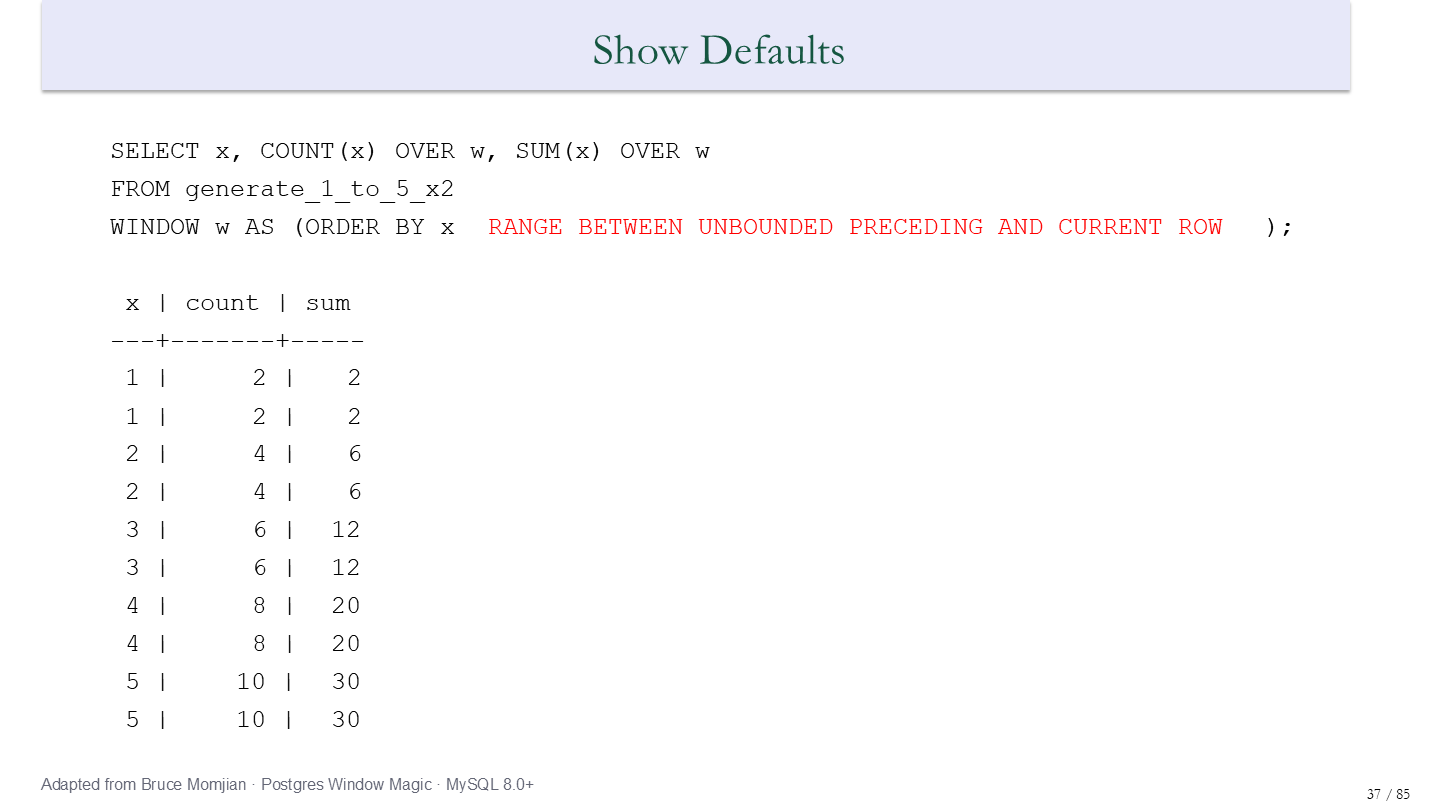 Show Defaults
SELECT x, COUNT(x) OVER w, SUM(x) OVER w
FROM generate_1_to_5_x2
WINDOW w AS (ORDER BY x  RANGE BETWEEN UNBOUNDED PRECEDING AND CURRENT ROW  );
 x | count | sum
---+-------+-----
 1 |     2 |   2
 1 |     2 |   2
 2 |     4 |   6
 2 |     4 |   6
 3 |     6 |  12
 3 |     6 |  12
 4 |     8 |  20
 4 |     8 |  20
 5 |    10 |  30
 5 |    10 |  30
Adapted from Bruce Momjian · Postgres Window Magic · MySQL 8.0+
37 / 85